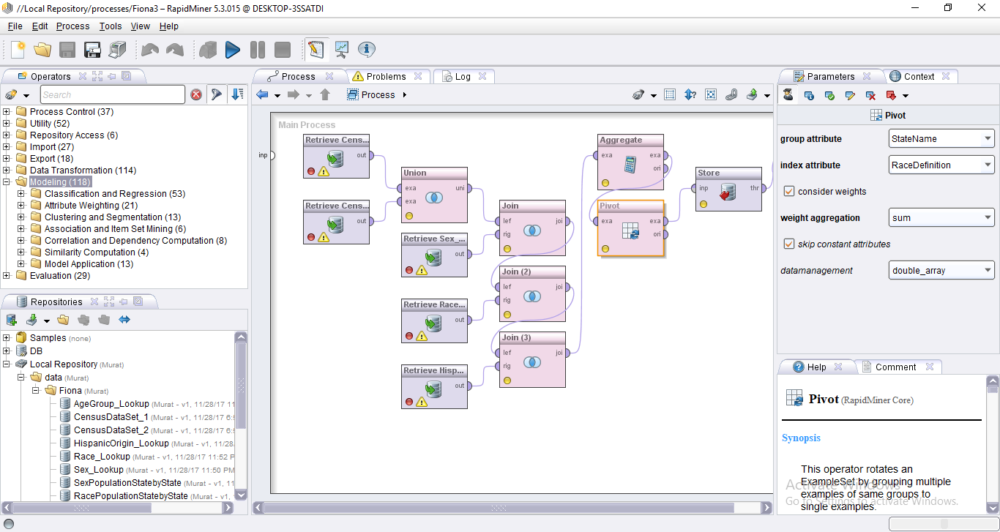 //Local Repository/processes/Fiona3 – RapidMiner 5.3.015 @ DESKTOP-3SSATDI
File Edit Process Tools View Help
Operators
Search
Process Control (37)
Utility (52)
Repository Access (6)
Import (27)
Export (18)
Data Transformation (114)
Modeling (118)
Classification and Regression (53)
Attribute Weighting (21)
Clustering and Segmentation (13)
Association and Item Set Mining (6)
Correlation and Dependency Computation (8)
Similarity Computation (4)
Model Application (13)
Evaluation (29)
Repositories
Samples (none)
DB
Local Repository (Murat)
data (Murat)
Fiona (Murat)
AgeGroup_Lookup (Murat - v1, 11/28/17 11
CensusDataSet_1 (Murat - v1, 11/28/17 6:
CensusDataSet_2 (Murat - v1, 11/28/17 6:
HispanicOrigin_Lookup (Murat - v1, 11/28
Race_Lookup (Murat - v1, 11/28/17 11:52 P
Sex_Lookup (Murat - v1, 11/28/17 11:50 PM
SexPopulationStatebyState (Murat - v1, 11
RacePopulationStatebyState (Murat - v1,
Process Problems Log
Process
Main Process
inp
Retrieve Cens...
out
Retrieve Cens...
out
Union
exa uni
exa
Retrieve Sex_...
out
Retrieve Race...
out
Retrieve Hisp...
out
Join
lef joi
rig
Join (2)
lef joi
rig
Join (3)
lef joi
rig
Aggregate
exa exa
ori
Pivot
exa exa
ori
Store
inp thr
Parameters Context
Pivot
group attribute StateName
index attribute RaceDefinition
consider weights
weight aggregation sum
skip constant attributes
datamanagement double_array
Help Comment
Pivot (RapidMiner Core)
Synopsis
This operator rotates an
ExampleSet by grouping multiple
examples of same groups to
single examples.
Activate Windows
Go to Settings to activate Windows.